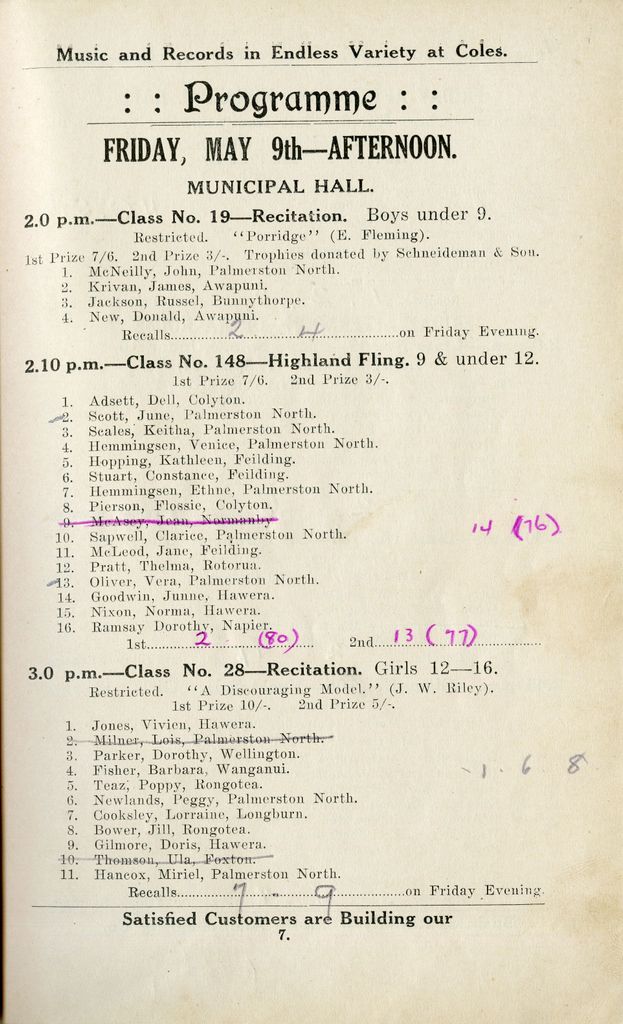 Music and Records in Endless Variety at Coles.
: : Programme : :
FRIDAY, MAY 9th—AFTERNOON.
MUNICIPAL HALL.
2.0 p.m.—Class No. 19—Recitation. Boys under 9.
Restricted. "Porridge" (E. Fleming).
1st Prize 7/6. 2nd Prize 3/-. Trophies donated by Schneideman & Son.
1. McNeilly, John, Palmerston North.
2. Krivan, James, Awapuni.
3. Jackson, Russel, Bunnythorpe.
4. New, Donald, Awapuni.
Recalls.......... 2 .......... 4 ..........on Friday Evening.
2.10 p.m.—Class No. 148—Highland Fling. 9 & under 12.
1st Prize 7/6. 2nd Prize 3/-.
1. Adsett, Dell, Colyton.
2. Scott, June, Palmerston North.
3. Scales, Keitha, Palmerston North.
4. Hemmingsen, Venice, Palmerston North.
5. Hopping, Kathleen, Feilding.
6. Stuart, Constance, Feilding.
7. Hemmingsen, Ethne, Palmerston North.
8. Pierson, Flossie, Colyton.
9. McAsey, Jean, Normanby
10. Sapwell, Clarice, Palmerston North. 14 (76)
11. McLeod, Jane, Feilding.
12. Pratt, Thelma, Rotorua.
13. Oliver, Vera, Palmerston North.
14. Goodwin, Junne, Hawera.
15. Nixon, Norma, Hawera.
16. Ramsay Dorothy, Napier.
1st.......... 2 (80) .......... 2nd.......... 13 (77) ..........
3.0 p.m.—Class No. 28—Recitation. Girls 12—16.
Restricted. "A Discouraging Model." (J. W. Riley).
1st Prize 10/-. 2nd Prize 5/-.
1. Jones, Vivien, Hawera.
2. Milner, Lois, Palmerston North.
3. Parker, Dorothy, Wellington.
4. Fisher, Barbara, Wanganui. 1 . 6 8
5. Teaz, Poppy, Rongotea.
6. Newlands, Peggy, Palmerston North.
7. Cooksley, Lorraine, Longburn.
8. Bower, Jill, Rongotea.
9. Gilmore, Doris, Hawera.
10. Thomson, Ula, Foxton.
11. Hancox, Miriel, Palmerston North.
Recalls.......... 7 - 9 ..........on Friday Evening.
Satisfied Customers are Building our
7.